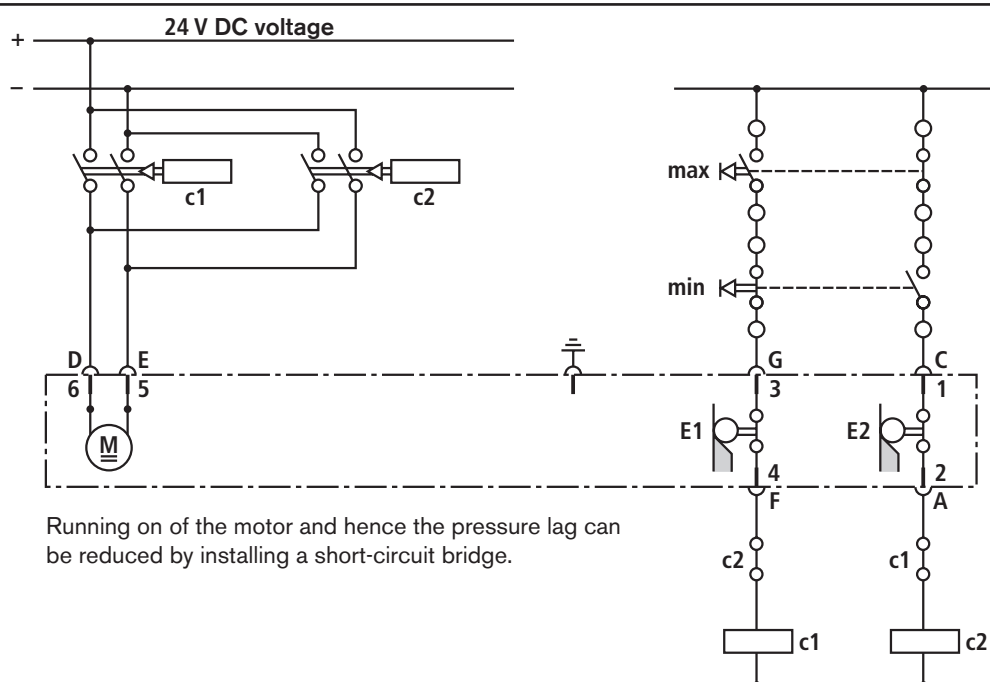 24 V DC voltage
+
−
c1
c2
max
min
D
E
G
C
6
5
3
1
M
E1
E2
4
2
F
A
Running on of the motor and hence the pressure lag can
be reduced by installing a short-circuit bridge.
c2
c1
c1
c2